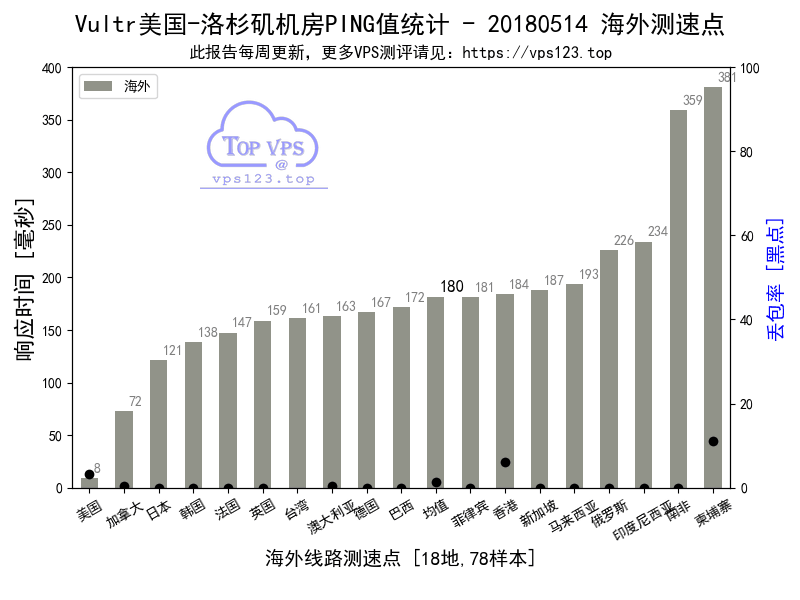 Vultr美国-洛杉矶机房PING值统计 - 20180514 海外测速点
此报告每周更新，更多VPS测评请见：https://vps123.top
海外
TOP VPS
@
vps123.top
响应时间 [毫秒]
丢包率 [黑点]
400
350
300
250
200
150
100
50
0
100
80
60
40
20
0
8
72
121
138
147
159
161
163
167
172
180
181
184
187
193
226
234
359
381
美国
加拿大
日本
韩国
法国
英国
台湾
澳大利亚
德国
巴西
均值
菲律宾
香港
新加坡
马来西亚
俄罗斯
印度尼西亚
南非
柬埔寨
海外线路测速点 [18地,78样本]